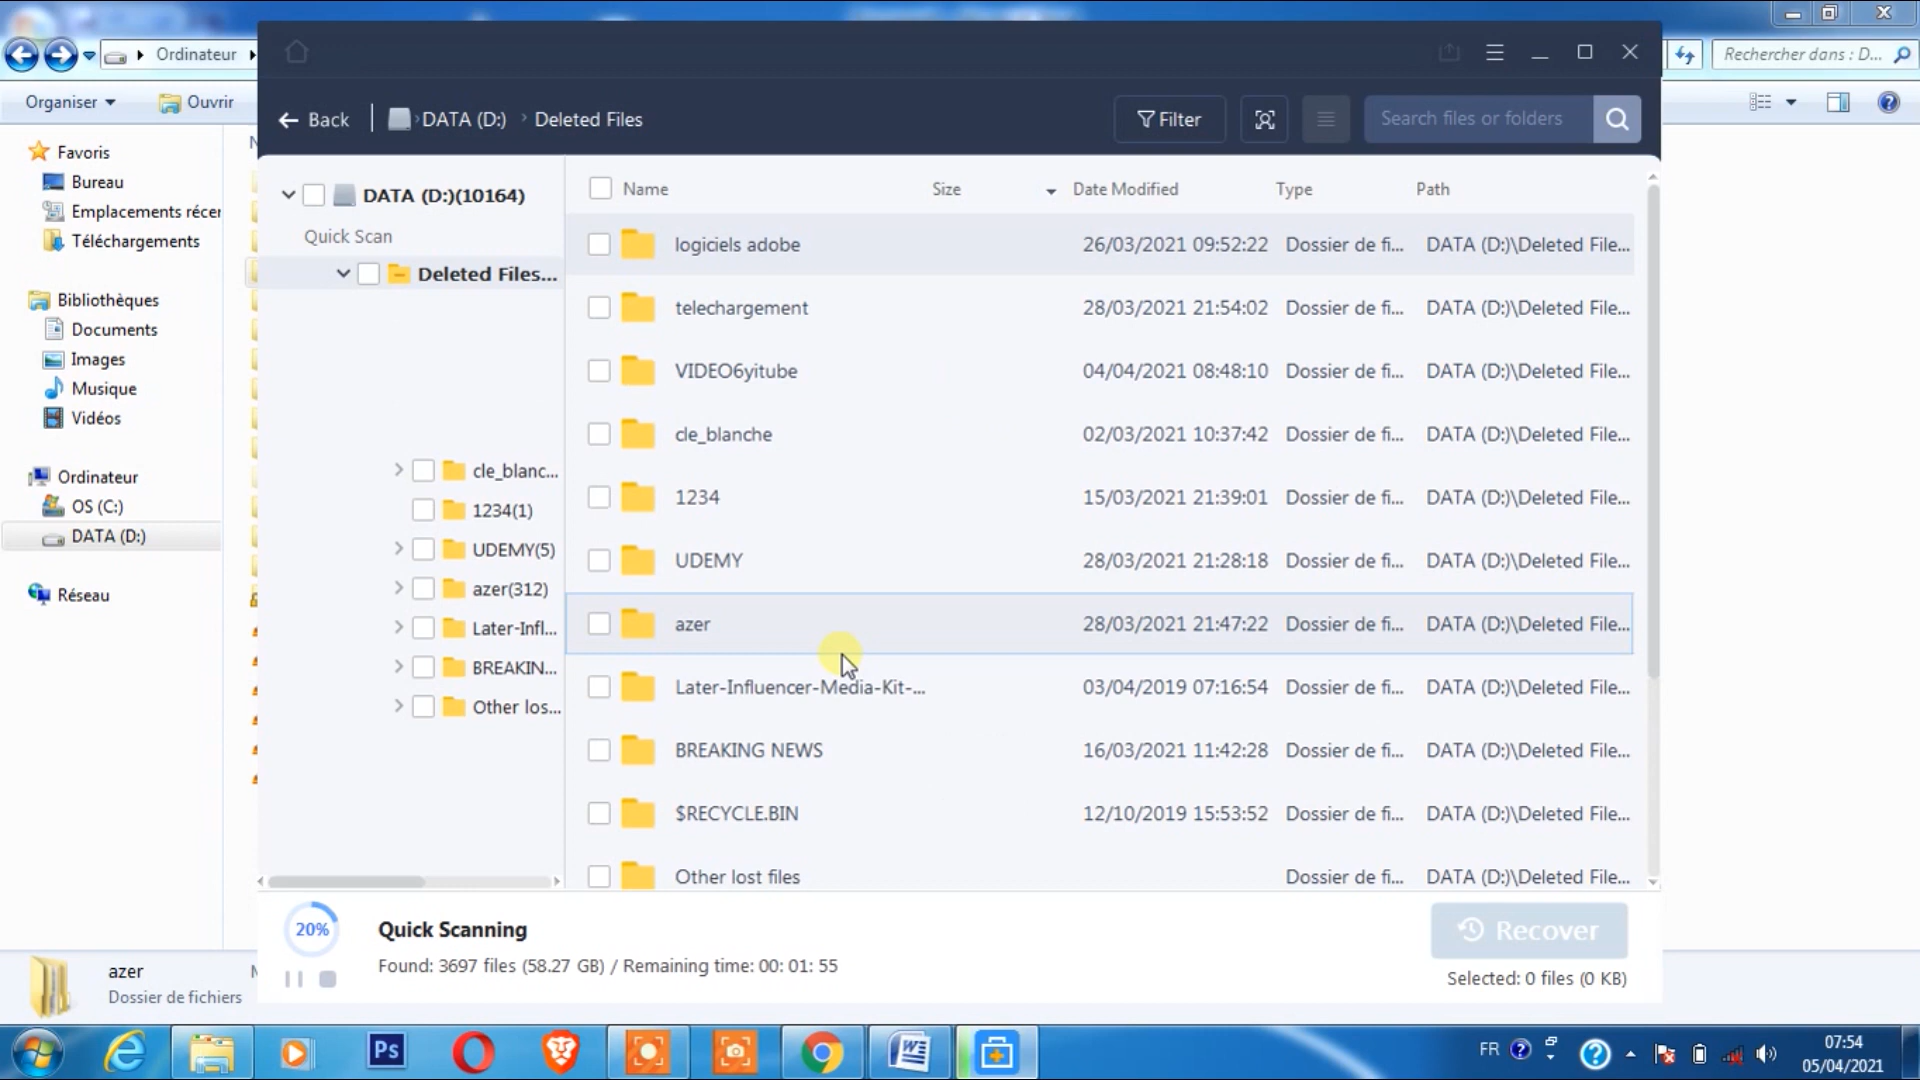 Ordinateur
Rechercher dans : D...
Organiser
Ouvrir
Favoris
Bureau
Emplacements récer
Téléchargements
Bibliothèques
Documents
Images
Musique
Vidéos
Ordinateur
OS (C:)
DATA (D:)
Réseau
azer
Dossier de fichiers
Back
DATA (D:)
Deleted Files
Filter
Search files or folders
DATA (D:)(10164)
Quick Scan
Deleted Files...
cle_blanc...
1234(1)
UDEMY(5)
azer(312)
Later-Infl...
BREAKIN...
Other los...
Name Size Date Modified Type Path
logiciels adobe 26/03/2021 09:52:22 Dossier de fi... DATA (D:)\Deleted File...
telechargement 28/03/2021 21:54:02 Dossier de fi... DATA (D:)\Deleted File...
VIDEO6yitube 04/04/2021 08:48:10 Dossier de fi... DATA (D:)\Deleted File...
cle_blanche 02/03/2021 10:37:42 Dossier de fi... DATA (D:)\Deleted File...
1234 15/03/2021 21:39:01 Dossier de fi... DATA (D:)\Deleted File...
UDEMY 28/03/2021 21:28:18 Dossier de fi... DATA (D:)\Deleted File...
azer 28/03/2021 21:47:22 Dossier de fi... DATA (D:)\Deleted File...
Later-Influencer-Media-Kit-... 03/04/2019 07:16:54 Dossier de fi... DATA (D:)\Deleted File...
BREAKING NEWS 16/03/2021 11:42:28 Dossier de fi... DATA (D:)\Deleted File...
$RECYCLE.BIN 12/10/2019 15:53:52 Dossier de fi... DATA (D:)\Deleted File...
Other lost files Dossier de fi... DATA (D:)\Deleted File...
20%
Quick Scanning
Found: 3697 files (58.27 GB) / Remaining time: 00: 01: 55
Recover
Selected: 0 files (0 KB)
Ps
FR
07:54
05/04/2021